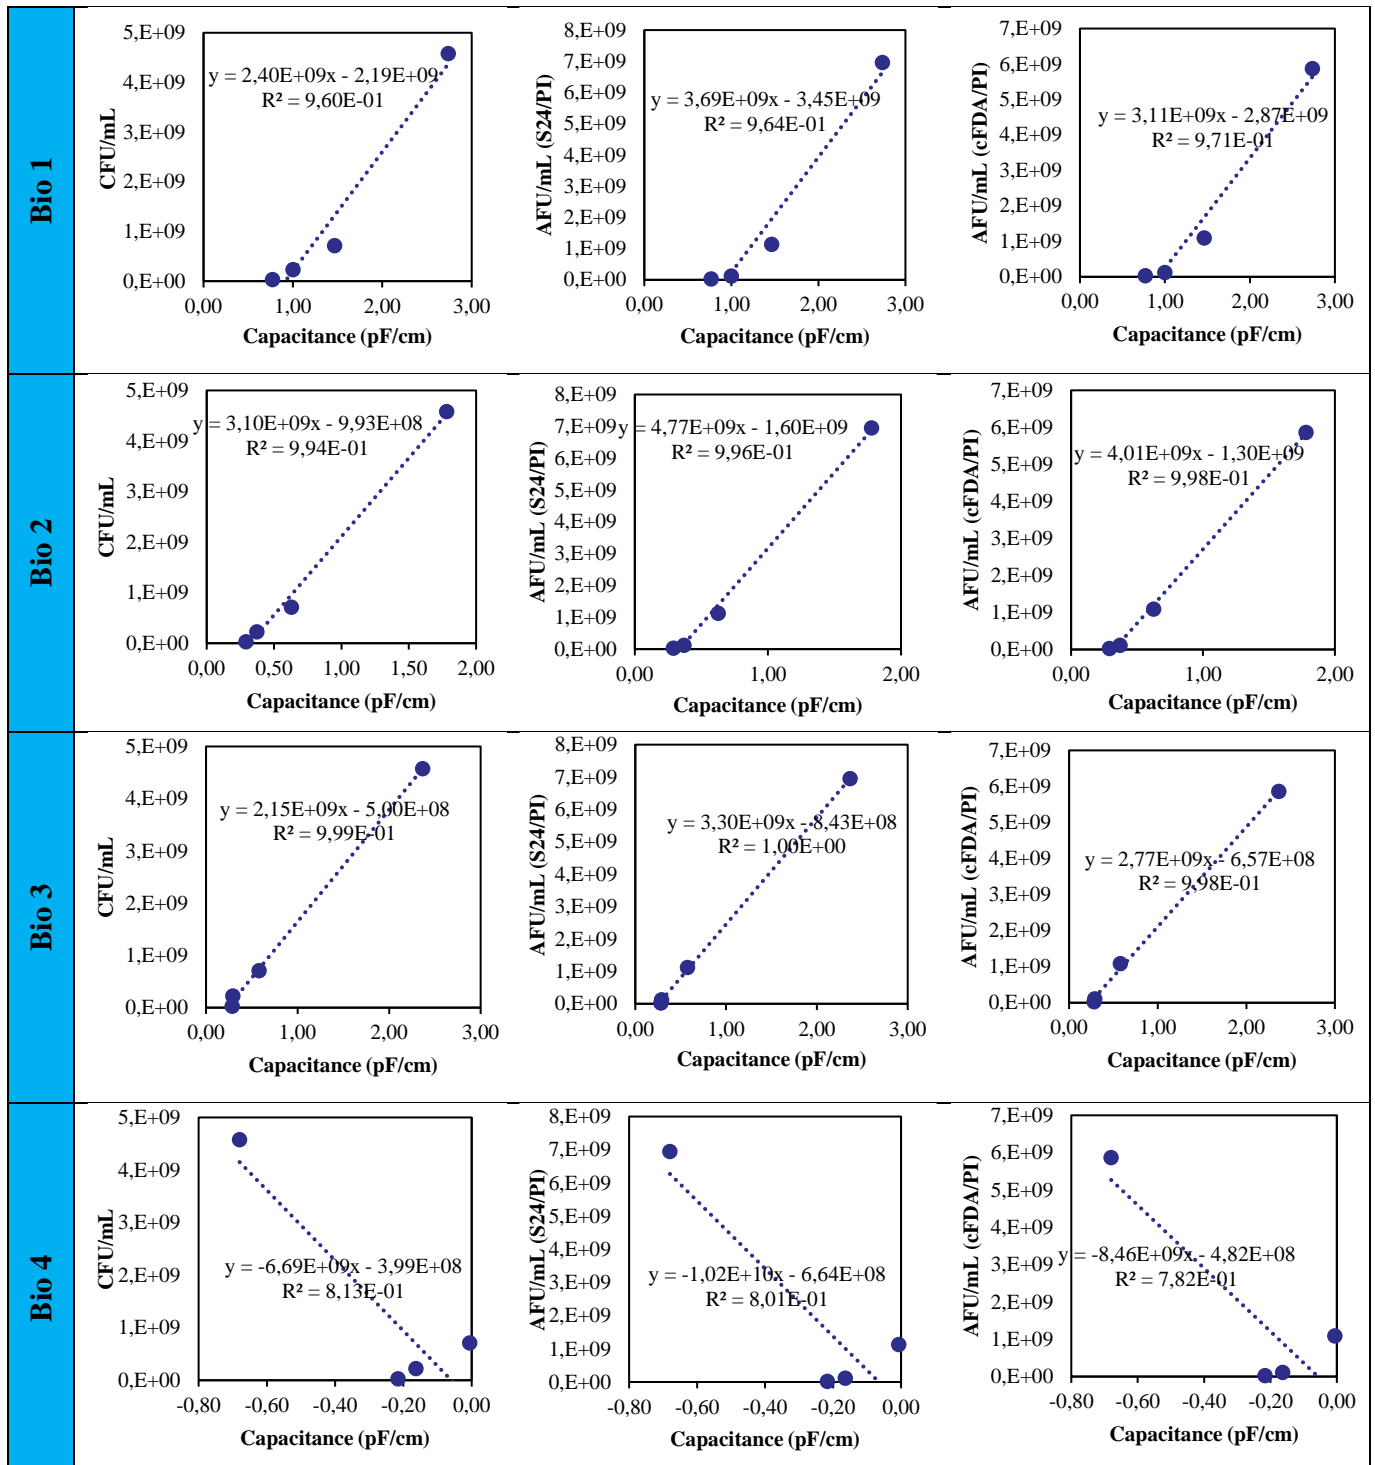 Bio 1
5,E+09
4,E+09
3,E+09
2,E+09
1,E+09
0,E+00
CFU/mL
y = 2,40E+09x - 2,19E+09
R² = 9,60E-01
0,00 1,00 2,00 3,00
Capacitance (pF/cm)
8,E+09
7,E+09
6,E+09
5,E+09
4,E+09
3,E+09
2,E+09
1,E+09
0,E+00
AFU/mL (S24/PI)
y = 3,69E+09x - 3,45E+09
R² = 9,64E-01
0,00 1,00 2,00 3,00
Capacitance (pF/cm)
7,E+09
6,E+09
5,E+09
4,E+09
3,E+09
2,E+09
1,E+09
0,E+00
AFU/mL (cFDA/PI)
y = 3,11E+09x - 2,87E+09
R² = 9,71E-01
0,00 1,00 2,00 3,00
Capacitance (pF/cm)
Bio 2
5,E+09
4,E+09
3,E+09
2,E+09
1,E+09
0,E+00
CFU/mL
y = 3,10E+09x - 9,93E+08
R² = 9,94E-01
0,00 0,50 1,00 1,50 2,00
Capacitance (pF/cm)
8,E+09
7,E+09
6,E+09
5,E+09
4,E+09
3,E+09
2,E+09
1,E+09
0,E+00
AFU/mL (S24/PI)
y = 4,77E+09x - 1,60E+09
R² = 9,96E-01
0,00 1,00 2,00
Capacitance (pF/cm)
7,E+09
6,E+09
5,E+09
4,E+09
3,E+09
2,E+09
1,E+09
0,E+00
AFU/mL (cFDA/PI)
y = 4,01E+09x - 1,30E+09
R² = 9,98E-01
0,00 1,00 2,00
Capacitance (pF/cm)
Bio 3
5,E+09
4,E+09
3,E+09
2,E+09
1,E+09
0,E+00
CFU/mL
y = 2,15E+09x - 5,00E+08
R² = 9,99E-01
0,00 1,00 2,00 3,00
Capacitance (pF/cm)
8,E+09
7,E+09
6,E+09
5,E+09
4,E+09
3,E+09
2,E+09
1,E+09
0,E+00
AFU/mL (S24/PI)
y = 3,30E+09x - 8,43E+08
R² = 1,00E+00
0,00 1,00 2,00 3,00
Capacitance (pF/cm)
7,E+09
6,E+09
5,E+09
4,E+09
3,E+09
2,E+09
1,E+09
0,E+00
AFU/mL (cFDA/PI)
y = 2,77E+09x - 6,57E+08
R² = 9,98E-01
0,00 1,00 2,00 3,00
Capacitance (pF/cm)
Bio 4
5,E+09
4,E+09
3,E+09
2,E+09
1,E+09
0,E+00
CFU/mL
y = -6,69E+09x - 3,99E+08
R² = 8,13E-01
-0,80 -0,60 -0,40 -0,20 0,00
Capacitance (pF/cm)
8,E+09
7,E+09
6,E+09
5,E+09
4,E+09
3,E+09
2,E+09
1,E+09
0,E+00
AFU/mL (S24/PI)
y = -1,02E+10x - 6,64E+08
R² = 8,01E-01
-0,80 -0,60 -0,40 -0,20 0,00
Capacitance (pF/cm)
7,E+09
6,E+09
5,E+09
4,E+09
3,E+09
2,E+09
1,E+09
0,E+00
AFU/mL (cFDA/PI)
y = -8,46E+09x - 4,82E+08
R² = 7,82E-01
-0,80 -0,60 -0,40 -0,20 0,00
Capacitance (pF/cm)